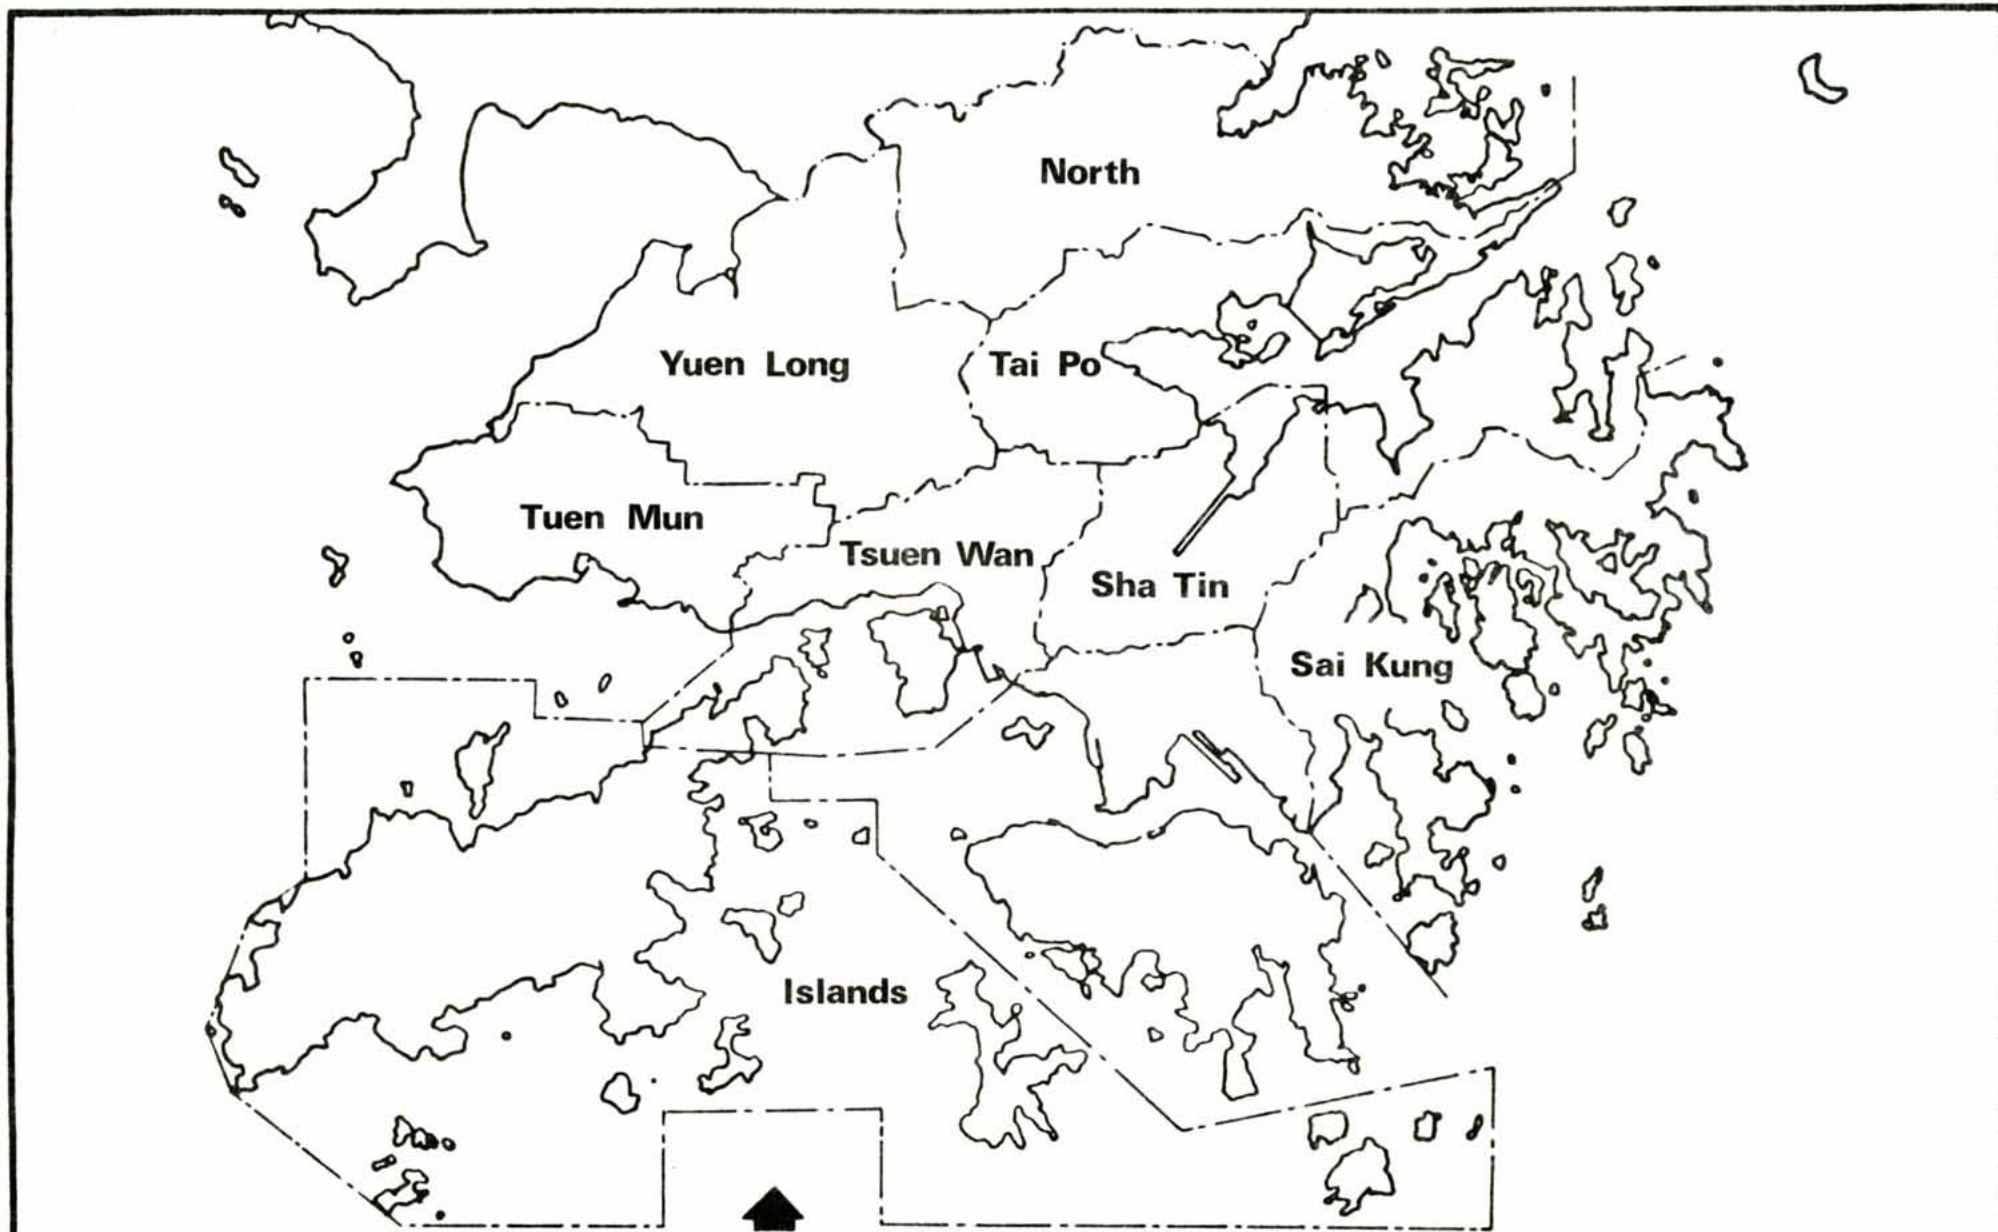 North
Yuen Long
Tai Po
Tuen Mun
Tsuen Wan
Sha Tin
Sai Kung
Islands